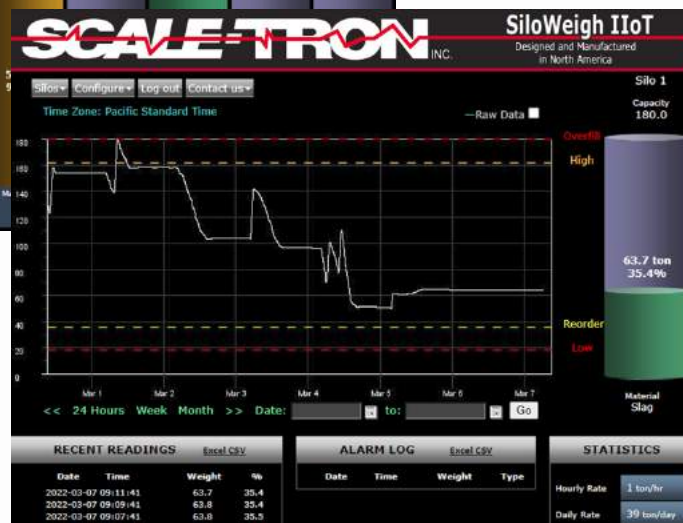 SCALE-TRON INC.
SiloWeigh IIoT
Designed and Manufactured
in North America
Silos Configure Log out Contact us
Time Zone: Pacific Standard Time
—Raw Data
Silo 1
Capacity
180.0
Overfill
High
180
160
140
120
100
80
60
40
20
0
63.7 ton
35.4%
Reorder
Low
Mar 1 Mar 2 Mar 3 Mar 4 Mar 5 Mar 6 Mar 7
<< 24 Hours Week Month >> Date: to: Go
Material
Slag
RECENT READINGS Excel CSV
Date Time Weight %
2022-03-07 09:11:41 63.7 35.4
2022-03-07 09:09:41 63.8 35.4
2022-03-07 09:07:41 63.8 35.5
ALARM LOG Excel CSV
Date Time Weight Type
STATISTICS
Hourly Rate 1 ton/hr
Daily Rate 39 ton/day